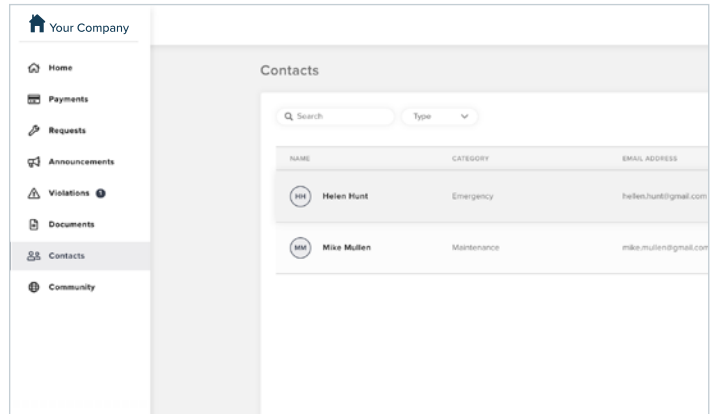 Your Company
Home
Payments
Requests
Announcements
Violations 1
Documents
Contacts
Community
Contacts
Search
Type
NAME CATEGORY EMAIL ADDRESS
HH Helen Hunt Emergency hellen.hunt@gmail.com
MM Mike Mullen Maintenance mike.mullen@gmail.com